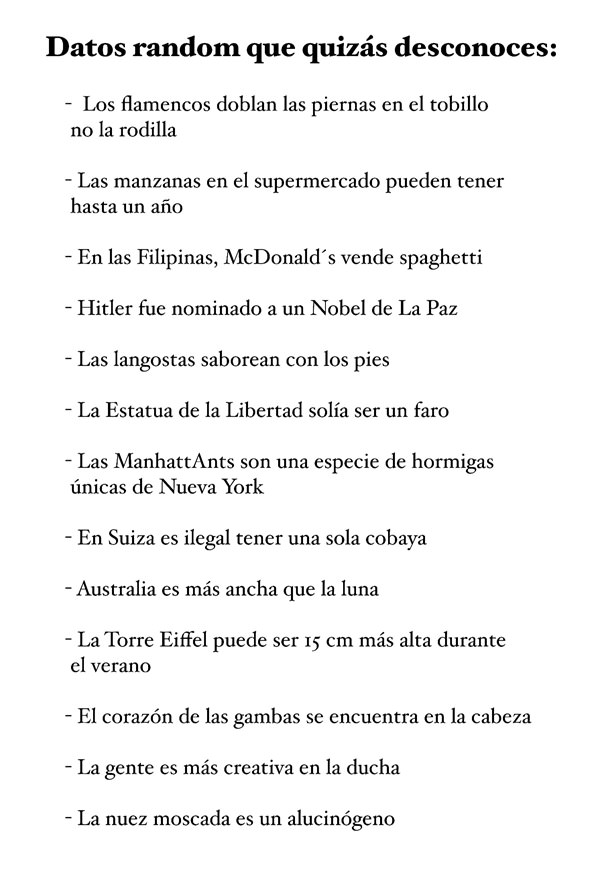 Datos random que quizás desconoces:
- Los flamencos doblan las piernas en el tobillo
no la rodilla
- Las manzanas en el supermercado pueden tener
hasta un año
- En las Filipinas, McDonald´s vende spaghetti
- Hitler fue nominado a un Nobel de La Paz
- Las langostas saborean con los pies
- La Estatua de la Libertad solía ser un faro
- Las ManhattAnts son una especie de hormigas
únicas de Nueva York
- En Suiza es ilegal tener una sola cobaya
- Australia es más ancha que la luna
- La Torre Eiffel puede ser 15 cm más alta durante
el verano
- El corazón de las gambas se encuentra en la cabeza
- La gente es más creativa en la ducha
- La nuez moscada es un alucinógeno